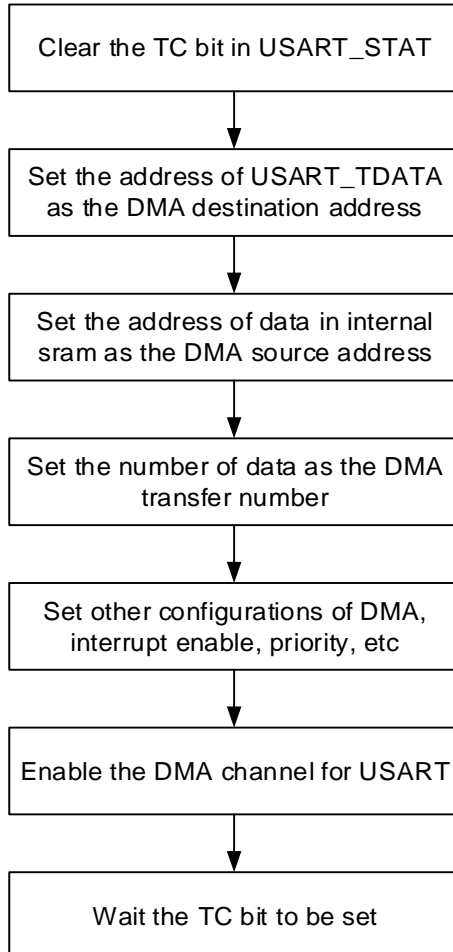 Clear the TC bit in USART_STAT
Set the address of USART_TDATA
as the DMA destination address
Set the address of data in internal
sram as the DMA source address
Set the number of data as the DMA
transfer number
Set other configurations of DMA,
interrupt enable, priority, etc
Enable the DMA channel for USART
Wait the TC bit to be set